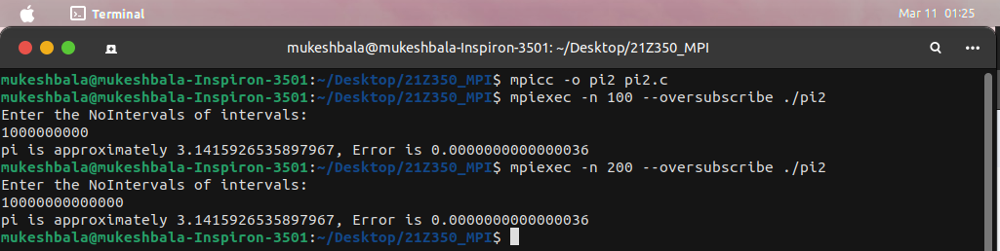 Terminal
Mar 11 01:25
mukeshbala@mukeshbala-Inspiron-3501: ~/Desktop/21Z350_MPI
mukeshbala@mukeshbala-Inspiron-3501:~/Desktop/21Z350_MPI$ mpicc -o pi2 pi2.c
mukeshbala@mukeshbala-Inspiron-3501:~/Desktop/21Z350_MPI$ mpiexec -n 100 --oversubscribe ./pi2
Enter the NoIntervals of intervals:
1000000000
pi is approximately 3.1415926535897967, Error is 0.0000000000000036
mukeshbala@mukeshbala-Inspiron-3501:~/Desktop/21Z350_MPI$ mpiexec -n 200 --oversubscribe ./pi2
Enter the NoIntervals of intervals:
10000000000000
pi is approximately 3.1415926535897967, Error is 0.0000000000000036
mukeshbala@mukeshbala-Inspiron-3501:~/Desktop/21Z350_MPI$